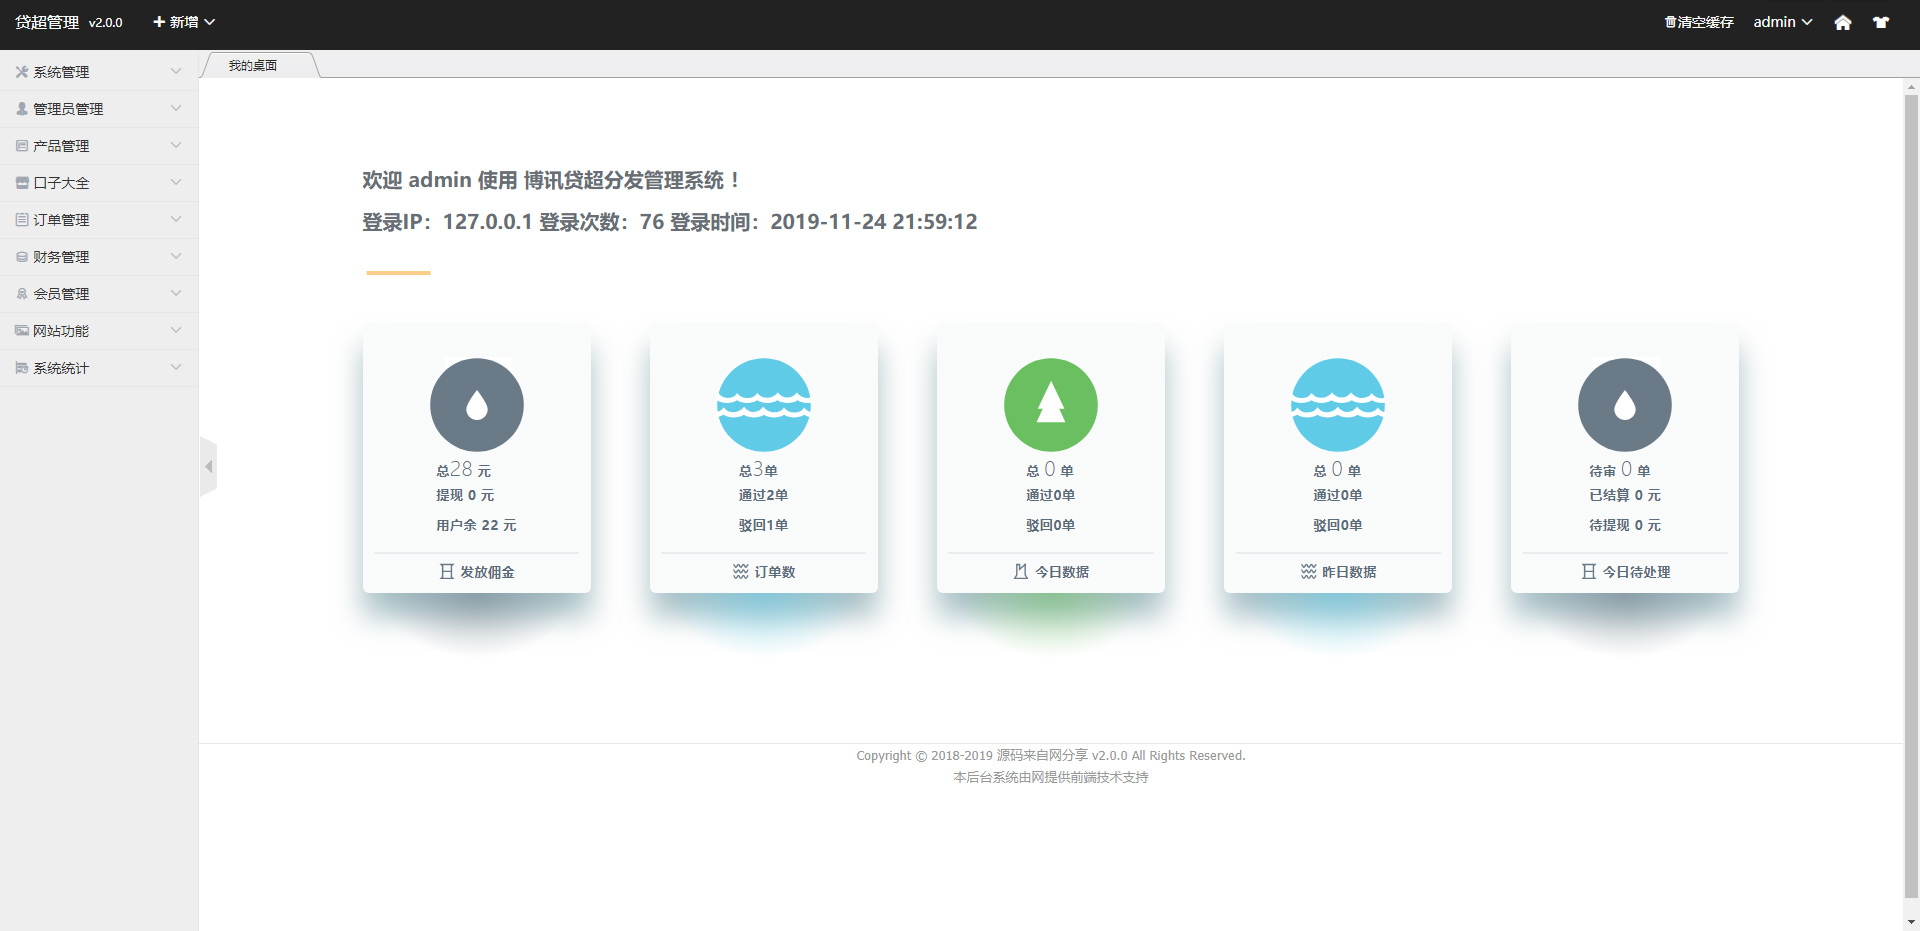 贷超管理 v2.0.0 新增 清空缓存 admin
我的桌面
系统管理
管理员管理
产品管理
口子大全
订单管理
财务管理
会员管理
网站功能
系统统计
欢迎 admin 使用 博讯贷超分发管理系统！
登录IP：127.0.0.1 登录次数：76 登录时间：2019-11-24 21:59:12
总28 元
提现 0 元
用户余 22 元
发放佣金
总3单
通过2单
驳回1单
订单数
总 0 单
通过0单
驳回0单
今日数据
总 0 单
通过0单
驳回0单
昨日数据
待审 0 单
已结算 0 元
待提现 0 元
今日待处理
Copyright © 2018-2019 源码来自网分享 v2.0.0 All Rights Reserved.
本后台系统由网提供前端技术支持